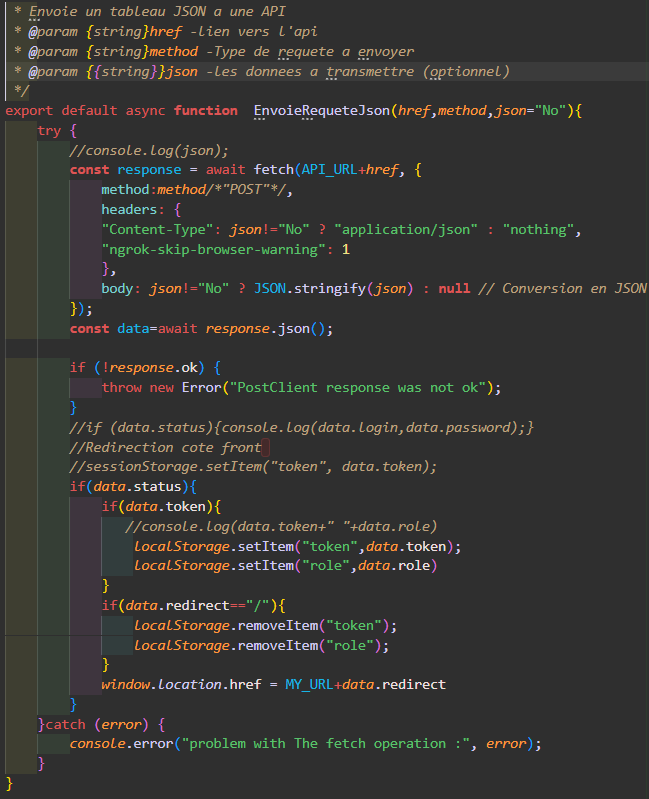 * Envoie un tableau JSON a une API
* @param {string}href -lien vers l'api
* @param {string}method -Type de requete a envoyer
* @param {{string}}json -les donnees a transmettre (optionnel)
*/
export default async function  EnvoieRequeteJson(href,method,json="No"){
try {
//console.log(json);
const response = await fetch(API_URL+href, {
method:method/*"POST"*/,
headers: {
"Content-Type": json!="No" ? "application/json" : "nothing",
"ngrok-skip-browser-warning": 1
},
body: json!="No" ? JSON.stringify(json) : null // Conversion en JSON
});
const data=await response.json();
if (!response.ok) {
throw new Error("PostClient response was not ok");
}
//if (data.status){console.log(data.login,data.password);}
//Redirection cote front
//sessionStorage.setItem("token", data.token);
if(data.status){
if(data.token){
//console.log(data.token+" "+data.role)
localStorage.setItem("token",data.token);
localStorage.setItem("role",data.role)
}
if(data.redirect=="/"){
localStorage.removeItem("token");
localStorage.removeItem("role");
}
window.location.href = MY_URL+data.redirect
}
}catch (error) {
console.error("problem with The fetch operation :", error);
}
}